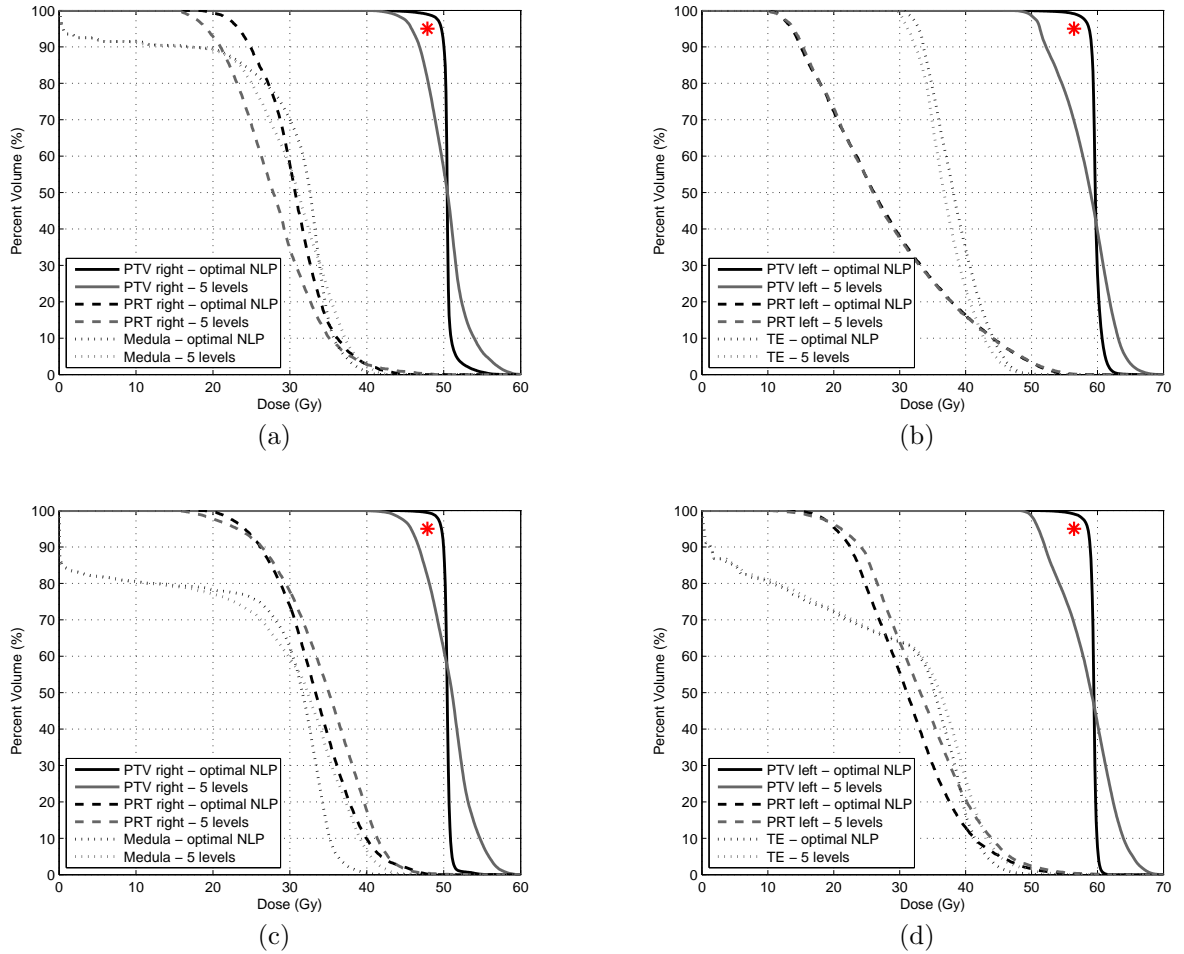 100
90
80
70
60
50
40
30
20
10
0
Percent Volume (%)
PTV right – optimal NLP
PTV right – 5 levels
PRT right – optimal NLP
PRT right – 5 levels
Medula – optimal NLP
Medula – 5 levels
0 10 20 30 40 50 60
Dose (Gy)
(a)
100
90
80
70
60
50
40
30
20
10
0
Percent Volume (%)
PTV left – optimal NLP
PTV left – 5 levels
PRT left – optimal NLP
PRT left – 5 levels
TE – optimal NLP
TE – 5 levels
0 10 20 30 40 50 60 70
Dose (Gy)
(b)
100
90
80
70
60
50
40
30
20
10
0
Percent Volume (%)
PTV right – optimal NLP
PTV right – 5 levels
PRT right – optimal NLP
PRT right – 5 levels
Medula – optimal NLP
Medula – 5 levels
0 10 20 30 40 50 60
Dose (Gy)
(c)
100
90
80
70
60
50
40
30
20
10
0
Percent Volume (%)
PTV left – optimal NLP
PTV left – 5 levels
PRT left – optimal NLP
PRT left – 5 levels
TE – optimal NLP
TE – 5 levels
0 10 20 30 40 50 60 70
Dose (Gy)
(d)